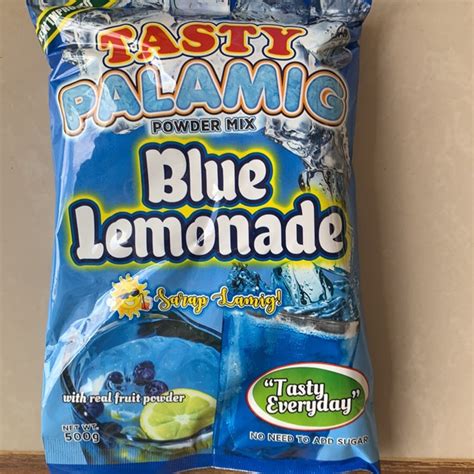 TASTY
PALAMIG
POWDER MIX
Blue
Lemonade
Sarap Lamig!
with real fruit powder
NET WT.
500g
"Tasty
Everyday"
NO NEED TO ADD SUGAR